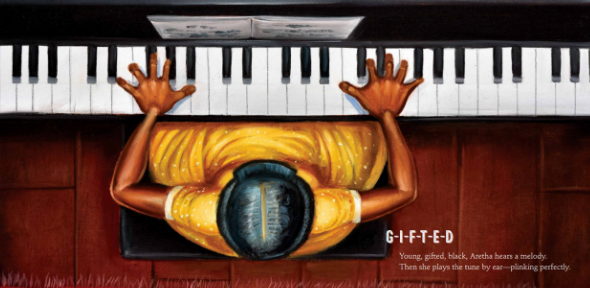 G-I-F-T-E-D
Young, gifted, black, Aretha hears a melody.
Then she plays the tune by ear—plinking perfectly.